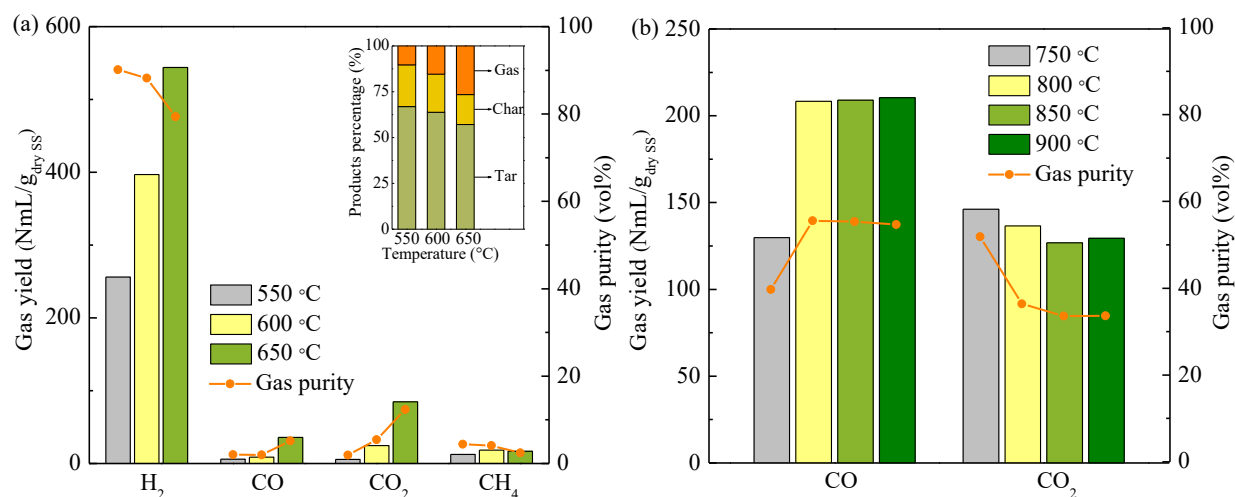 (a)
600
400
200
0
Gas yield (NmL/g_dry SS)
100
80
60
40
20
0
Gas purity (vol%)
H₂
CO
CO₂
CH₄
550 °C
600 °C
650 °C
Gas purity
100
75
50
25
0
Products percentage (%)
Gas
Char
Tar
550 600 650
Temperature (°C)
(b)
250
200
150
100
50
0
Gas yield (NmL/g_dry SS)
100
80
60
40
20
0
Gas purity (vol%)
CO
CO₂
750 °C
800 °C
850 °C
900 °C
Gas purity